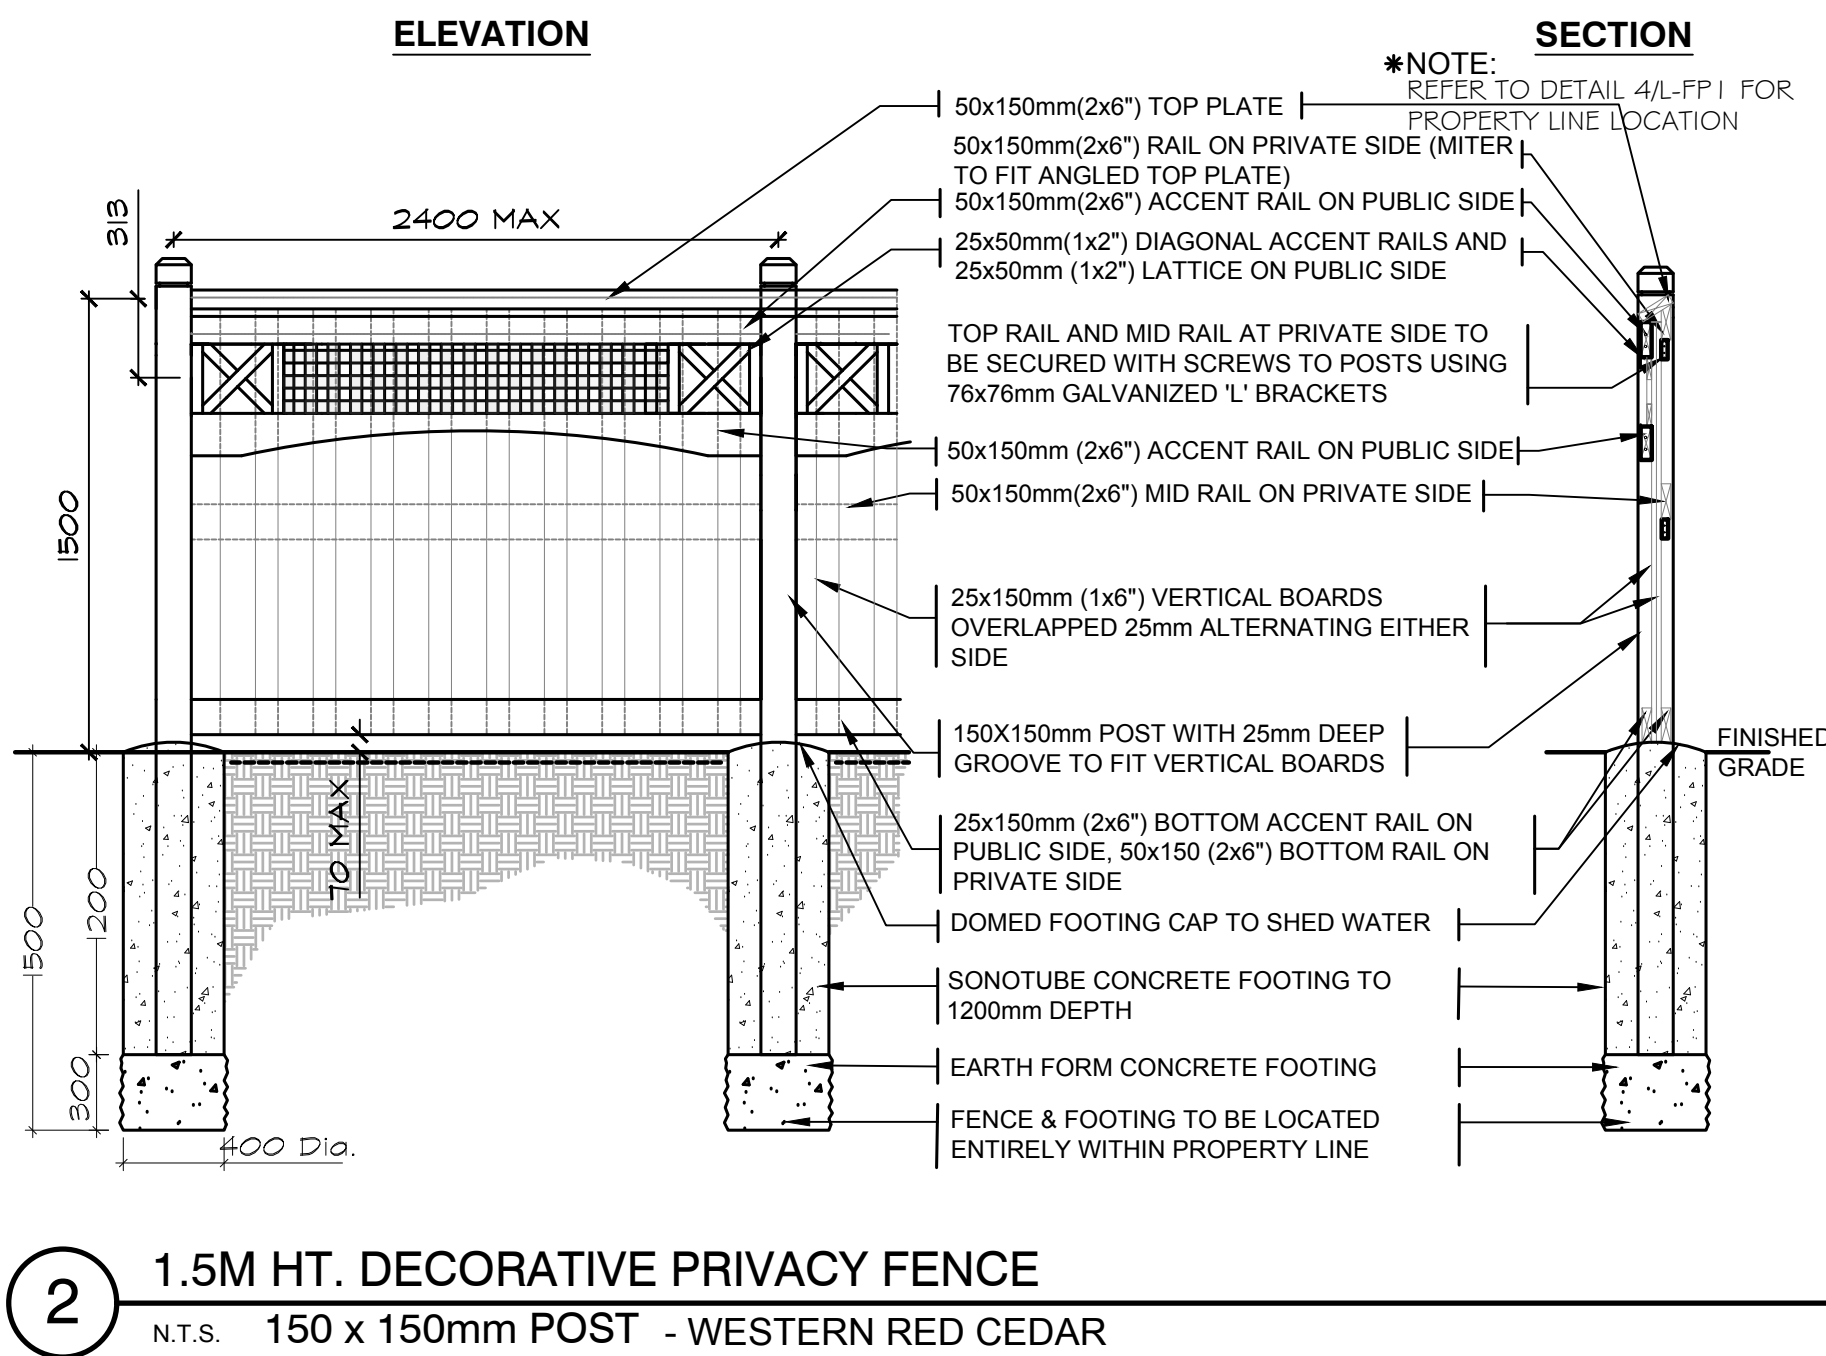 ELEVATION
SECTION
*NOTE:
REFER TO DETAIL 4/L-FP1 FOR
PROPERTY LINE LOCATION
50x150mm(2x6") TOP PLATE
50x150mm(2x6") RAIL ON PRIVATE SIDE (MITER
TO FIT ANGLED TOP PLATE)
50x150mm(2x6") ACCENT RAIL ON PUBLIC SIDE
25x50mm(1x2") DIAGONAL ACCENT RAILS AND
25x50mm (1x2") LATTICE ON PUBLIC SIDE
TOP RAIL AND MID RAIL AT PRIVATE SIDE TO
BE SECURED WITH SCREWS TO POSTS USING
76x76mm GALVANIZED 'L' BRACKETS
50x150mm (2x6") ACCENT RAIL ON PUBLIC SIDE
50x150mm(2x6") MID RAIL ON PRIVATE SIDE
25x150mm (1x6") VERTICAL BOARDS
OVERLAPPED 25mm ALTERNATING EITHER
SIDE
150X150mm POST WITH 25mm DEEP
GROOVE TO FIT VERTICAL BOARDS
25x150mm (2x6") BOTTOM ACCENT RAIL ON
PUBLIC SIDE, 50x150 (2x6") BOTTOM RAIL ON
PRIVATE SIDE
DOMED FOOTING CAP TO SHED WATER
SONOTUBE CONCRETE FOOTING TO
1200mm DEPTH
EARTH FORM CONCRETE FOOTING
FENCE & FOOTING TO BE LOCATED
ENTIRELY WITHIN PROPERTY LINE
FINISHED
GRADE
2400 MAX
313
1500
70 MAX
1500
1200
300
400 Dia.
2
1.5M HT. DECORATIVE PRIVACY FENCE
N.T.S. 150 x 150mm POST - WESTERN RED CEDAR